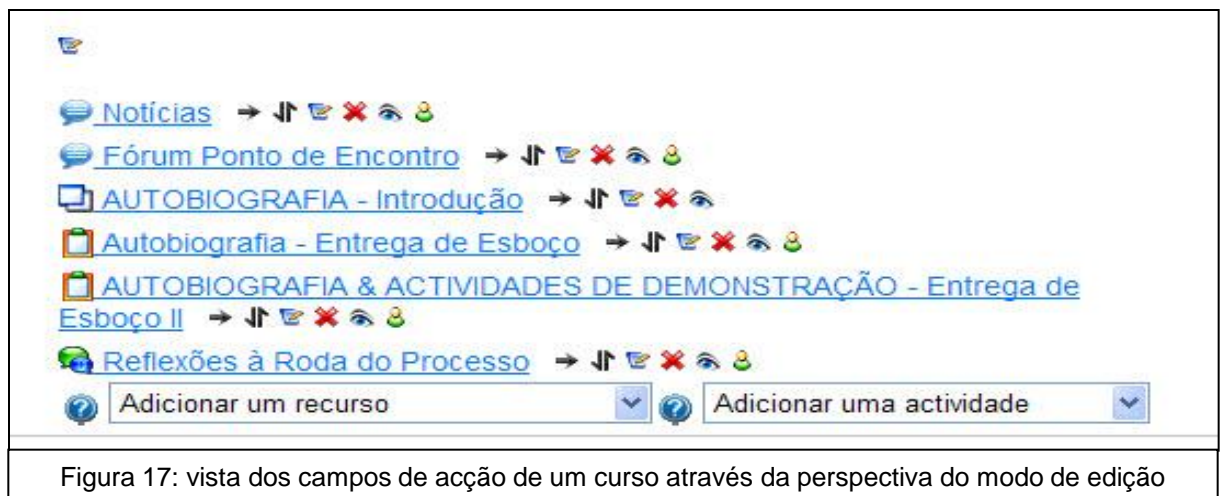 Notícias
Fórum Ponto de Encontro
AUTOBIOGRAFIA - Introdução
Autobiografia - Entrega de Esboço
AUTOBIOGRAFIA & ACTIVIDADES DE DEMONSTRAÇÃO - Entrega de
Esboço II
Reflexões à Roda do Processo
Adicionar um recurso Adicionar uma actividade
Figura 17: vista dos campos de acção de um curso através da perspectiva do modo de edição